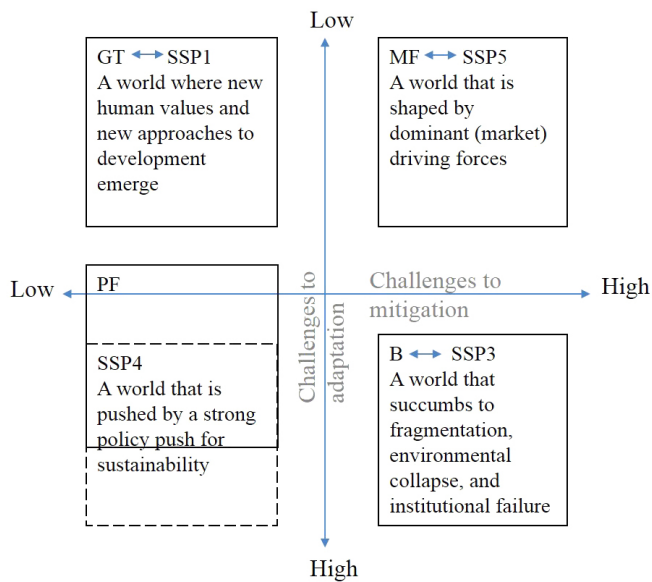 Low
GT SSP1
A world where new
human values and
new approaches to
development
emerge
MF SSP5
A world that is
shaped by
dominant (market)
driving forces
Low
PF
Challenges to
mitigation
High
Challenges to
adaptation
SSP4
A world that is
pushed by a strong
policy push for
sustainability
B SSP3
A world that
succumbs to
fragmentation,
environmental
collapse, and
institutional failure
High